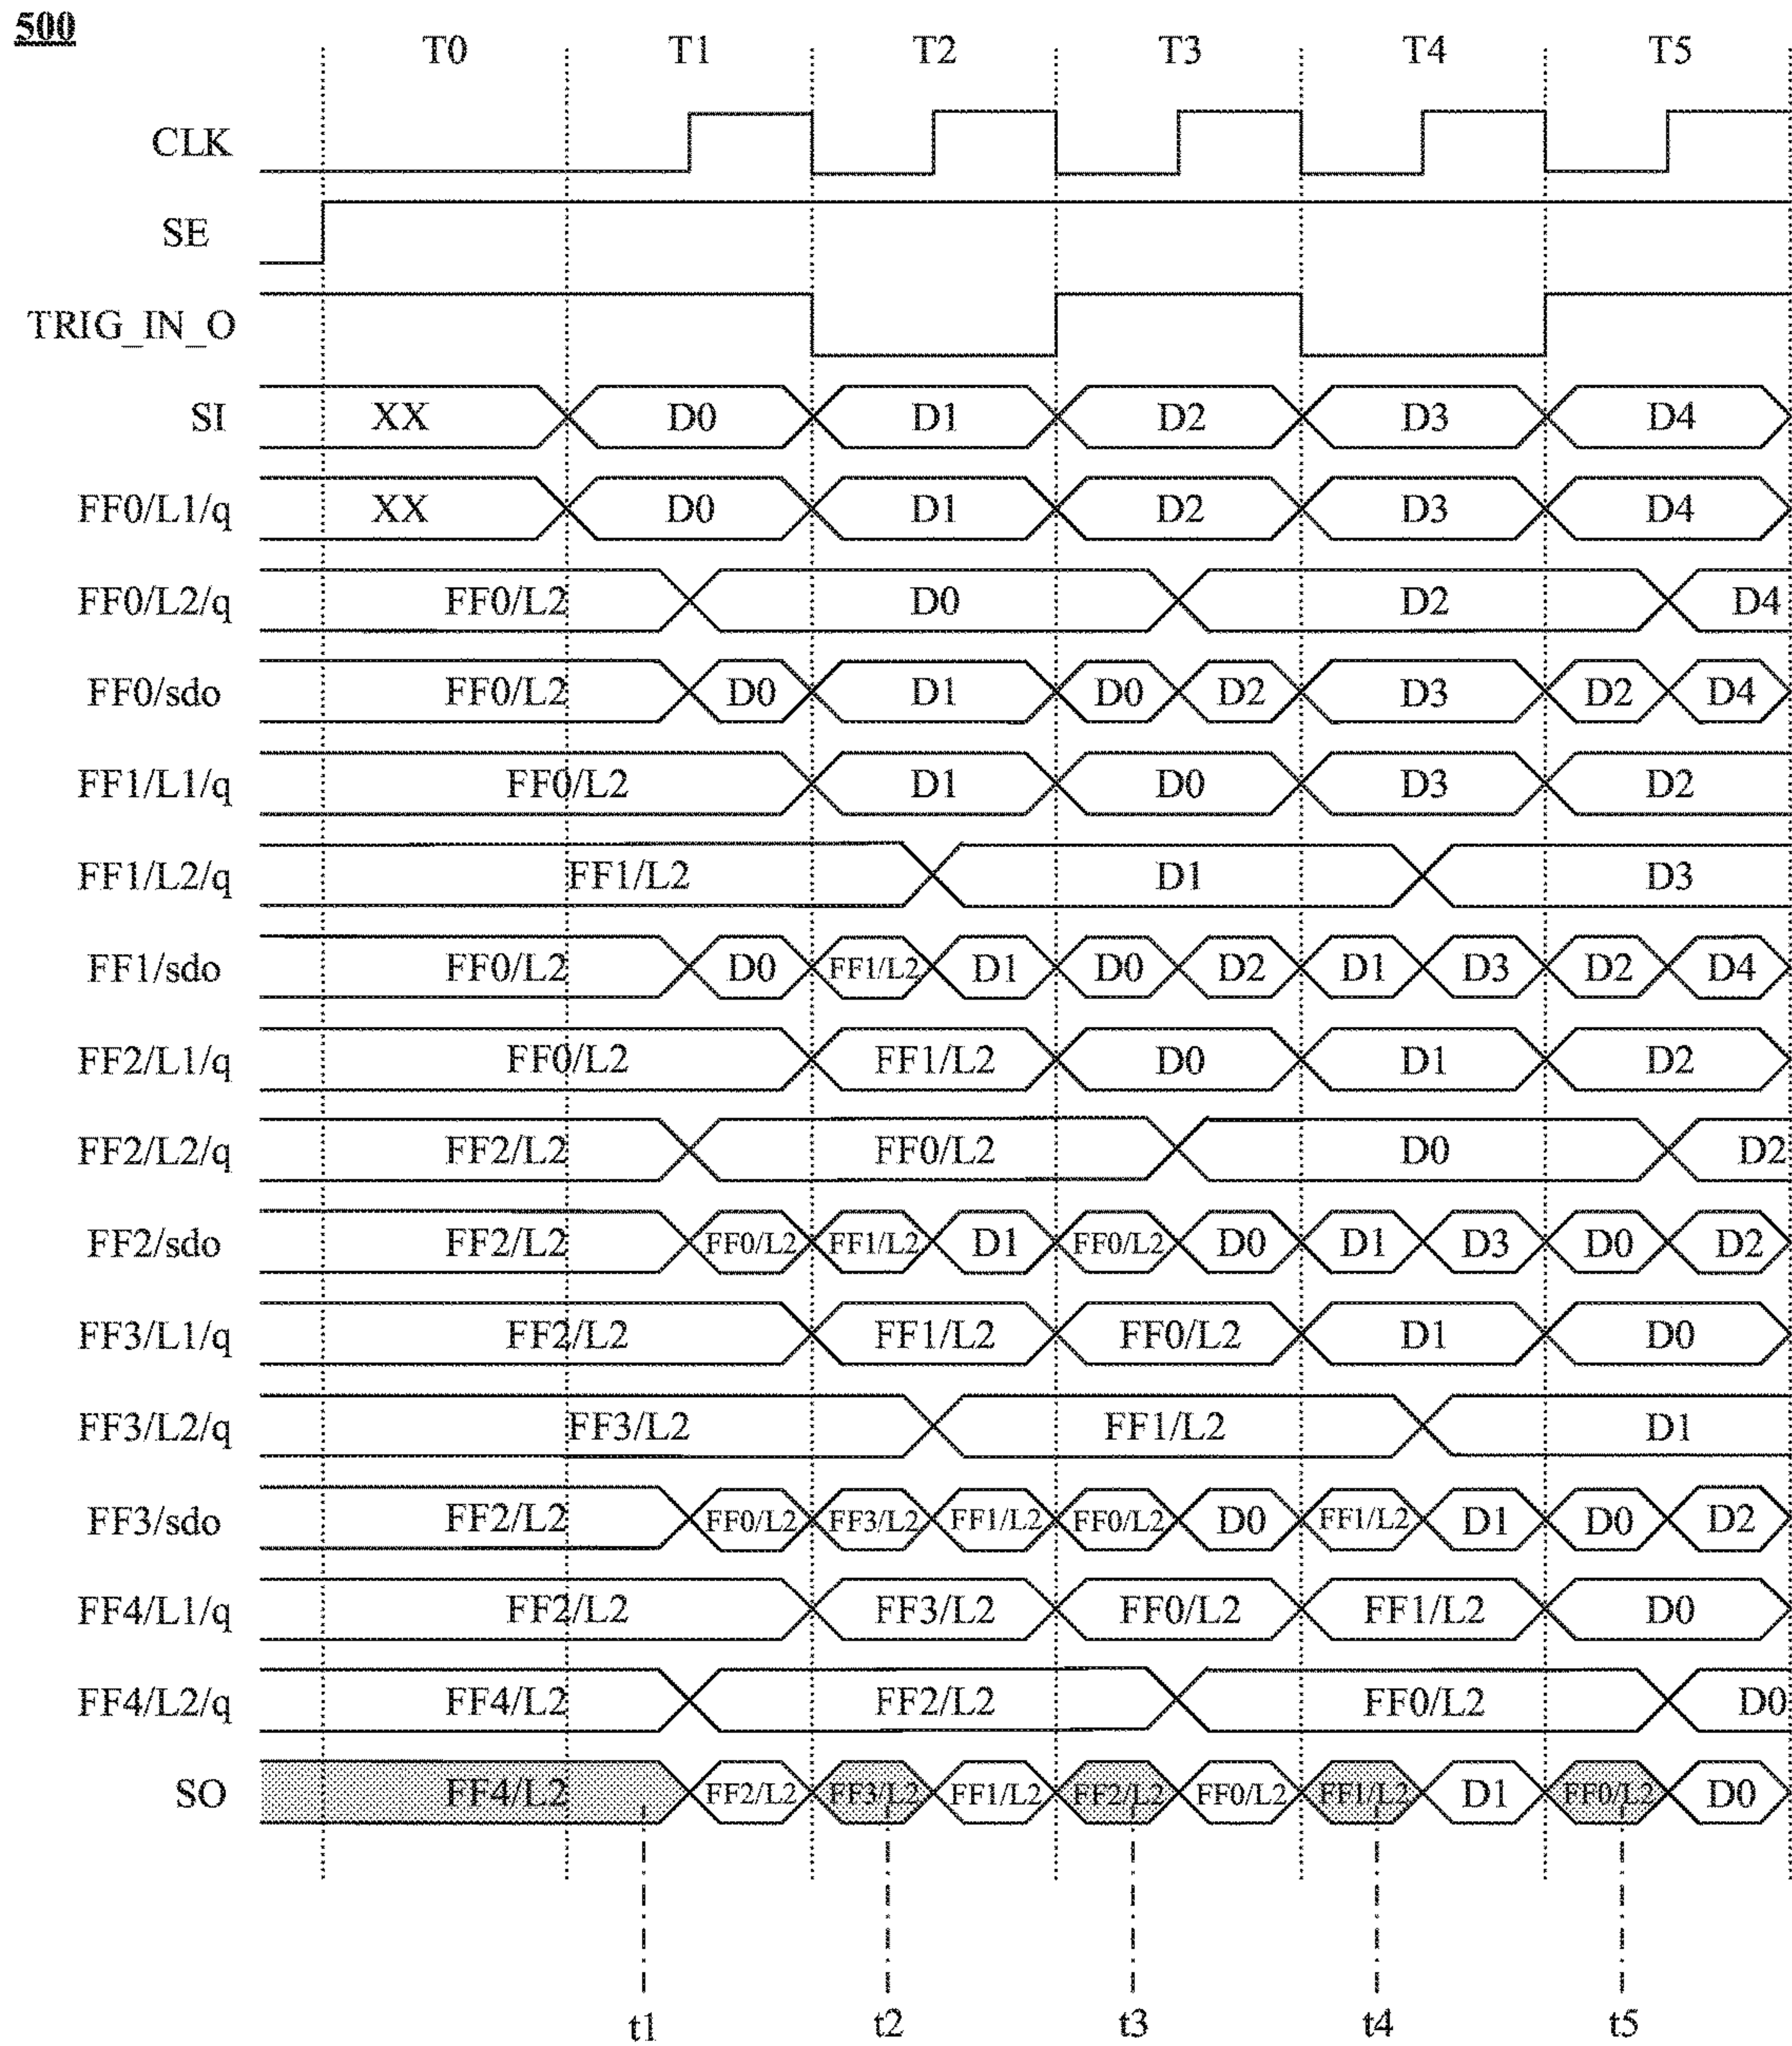 500
T0 T1 T2 T3 T4 T5
CLK
SE
TRIG_IN_O
SI XX D0 D1 D2 D3 D4
FF0/L1/q XX D0 D1 D2 D3 D4
FF0/L2/q FF0/L2 D0 D2 D4
FF0/sdo FF0/L2 D0 D1 D0 D2 D3 D2 D4
FF1/L1/q FF0/L2 D1 D0 D3 D2
FF1/L2/q FF1/L2 D1 D3
FF1/sdo FF0/L2 D0 FF1/L2 D1 D0 D2 D1 D3 D2 D4
FF2/L1/q FF0/L2 FF1/L2 D0 D1 D2
FF2/L2/q FF2/L2 FF0/L2 D0 D2
FF2/sdo FF2/L2 FF0/L2 FF1/L2 D1 FF0/L2 D0 D1 D3 D0 D2
FF3/L1/q FF2/L2 FF1/L2 FF0/L2 D1 D0
FF3/L2/q FF3/L2 FF1/L2 D1
FF3/sdo FF2/L2 FF0/L2 FF3/L2 FF1/L2 FF0/L2 D0 FF1/L2 D1 D0 D2
FF4/L1/q FF2/L2 FF3/L2 FF0/L2 FF1/L2 D0
FF4/L2/q FF4/L2 FF2/L2 FF0/L2 D0
SO FF4/L2 FF2/L2 FF3/L2 FF1/L2 FF2/L2 FF0/L2 FF1/L2 D1 FF0/L2 D0
t1 t2 t3 t4 t5